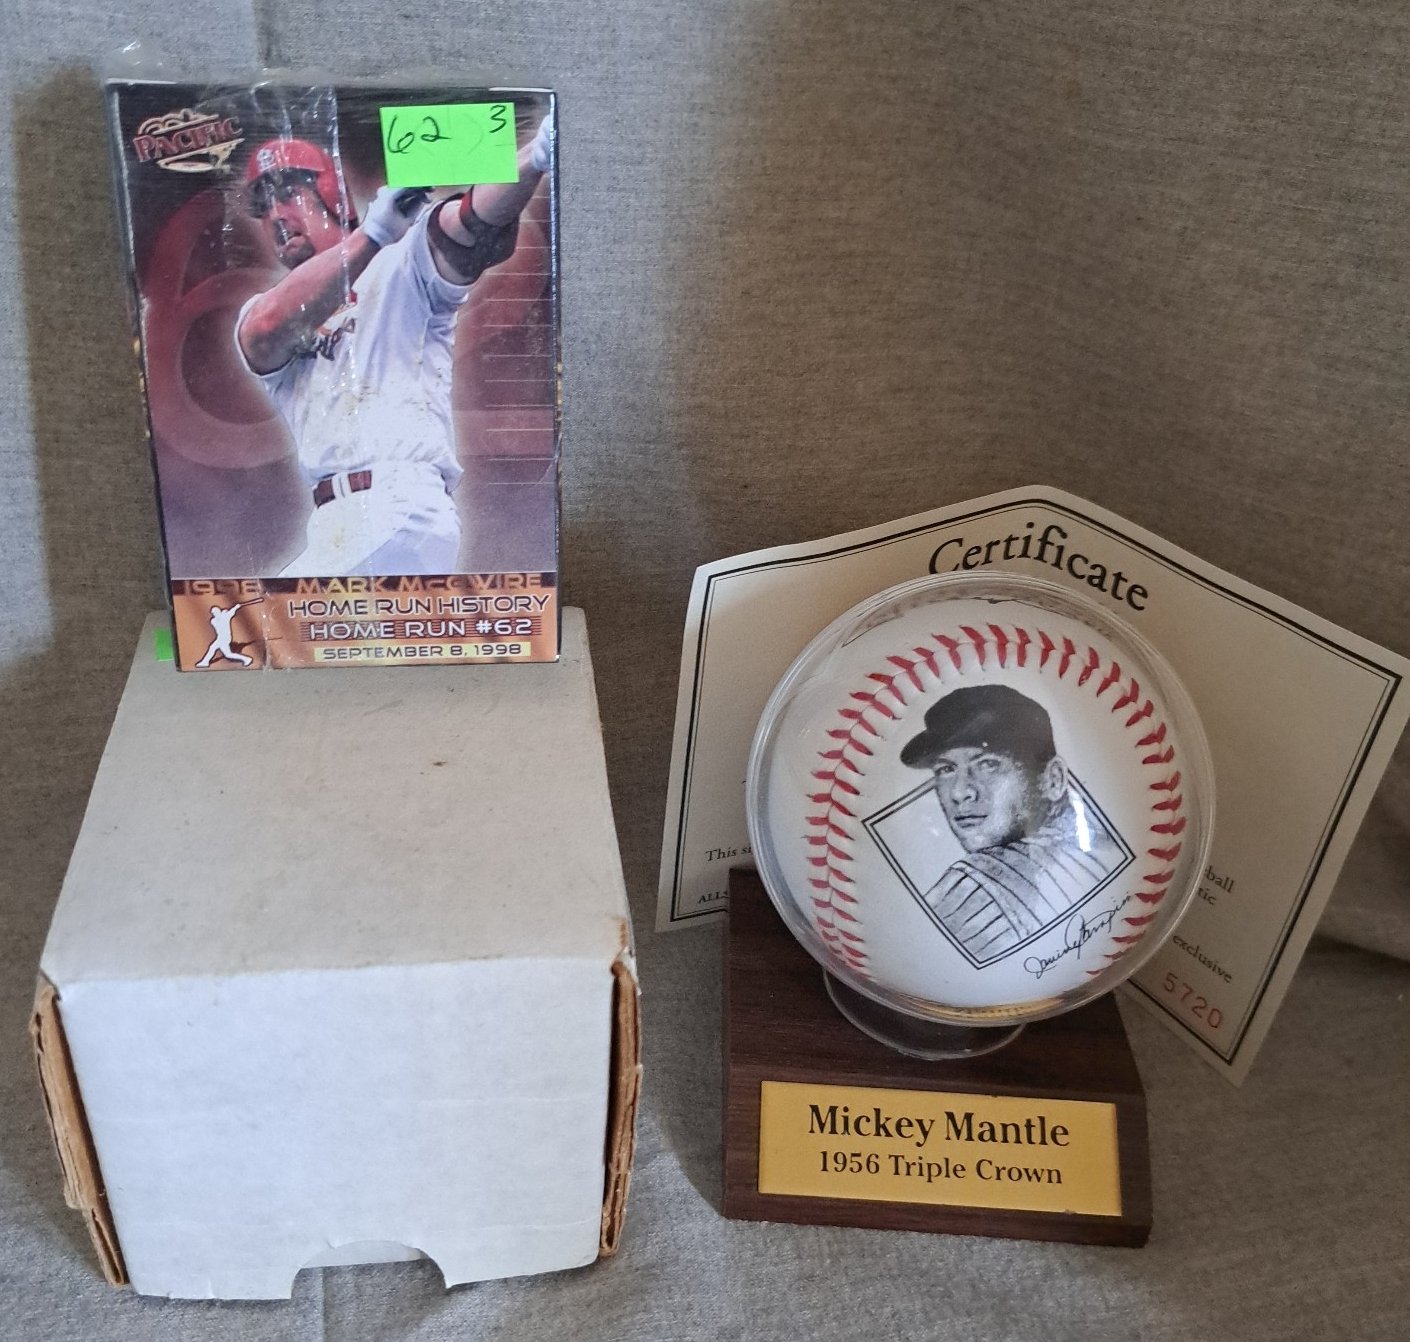 PACIFIC
62 3
1998 MARK McGWIRE
HOME RUN HISTORY
HOME RUN #62
SEPTEMBER 8, 1998
Certificate
This
ball
exclusive
5720
Mickey Mantle
1956 Triple Crown